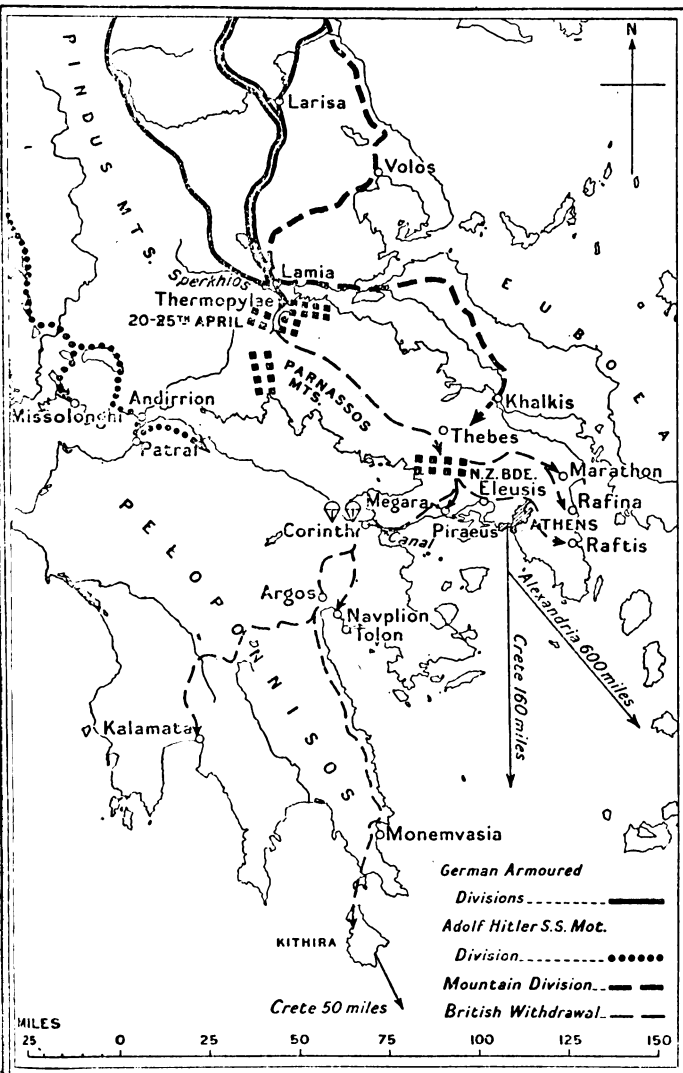 N
PINDUS MTS.
Larisa
Volos
Sperkhios
Lamia
Thermopylae
20-25TH APRIL
EUBOEA
PARNASSOS
MTS.
Khalkis
Andirrion
Missolonghi
Patrai
Thebes
N.Z. BDE.
Marathon
Eleusis
Megara
Rafina
Corinth
Canal
Piraeus
ATHENS
Raftis
PELOPONNISOS
Argos
Navplion
Tolon
Alexandria 600 miles
Crete 160 miles
Kalamata
Monemvasia
KITHIRA
Crete 50 miles
German Armoured
Divisions
Adolf Hitler S.S. Mot.
Division
Mountain Division
British Withdrawal
MILES
25 0 25 50 75 100 125 150